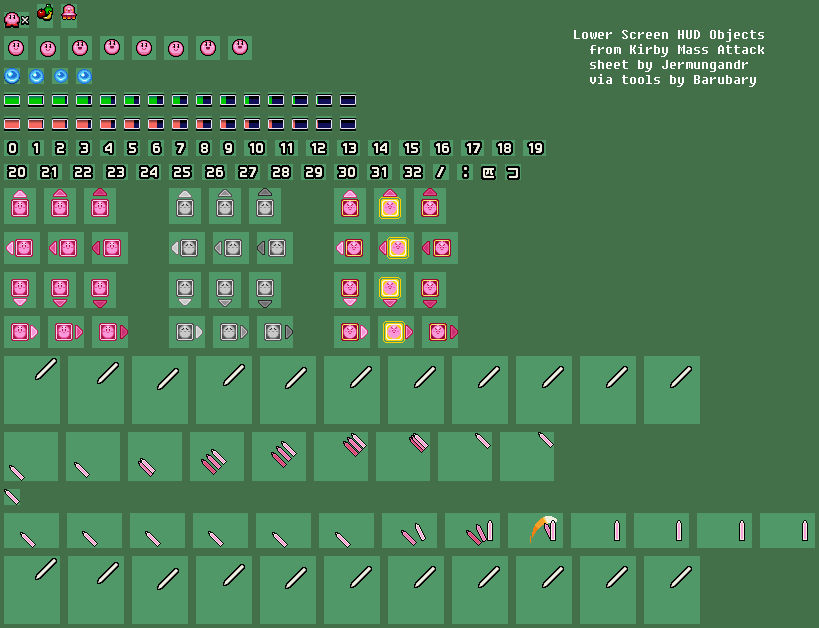 x
Lower Screen HUD Objects
from Kirby Mass Attack
sheet by Jermungandr
via tools by Barubary
0 1 2 3 4 5 6 7 8 9 10 11 12 13 14 15 16 17 18 19
20 21 22 23 24 25 26 27 28 29 30 31 32 / :